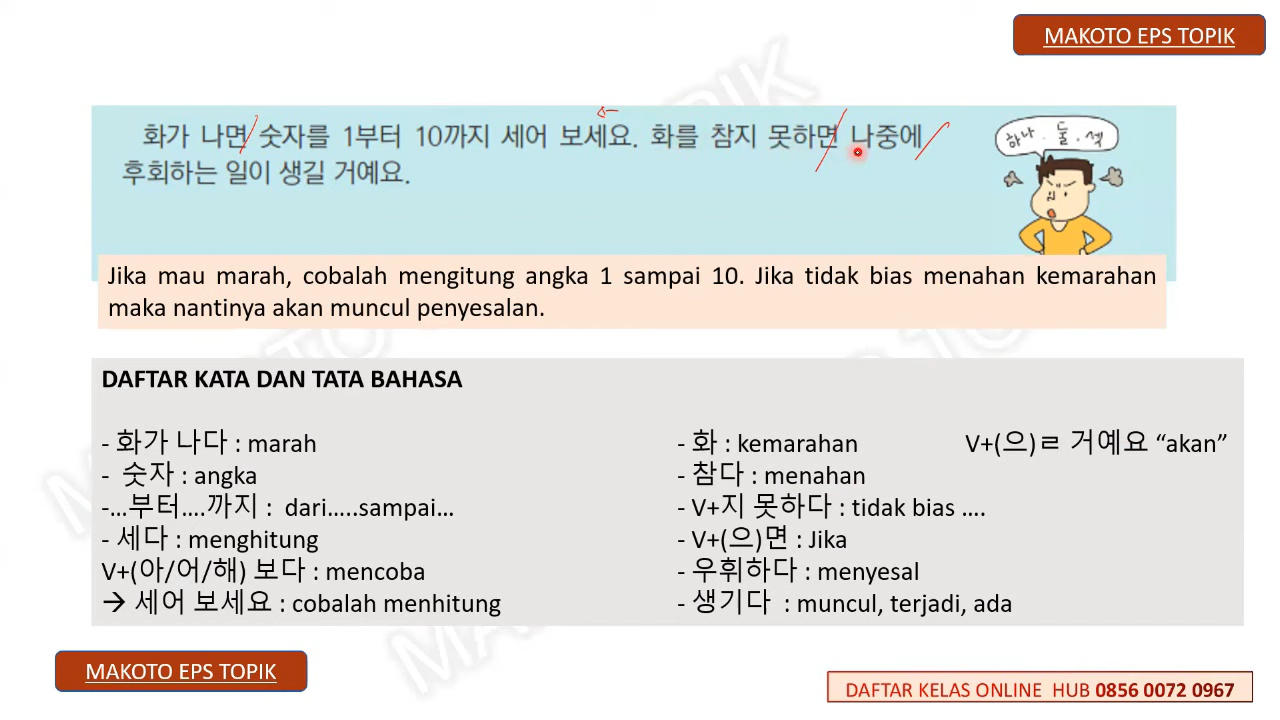 MAKOTO EPS TOPIK
화가 나면 숫자를 1부터 10까지 세어 보세요. 화를 참지 못하면 나중에
후회하는 일이 생길 거예요.
하나. 둘. 셋
Jika mau marah, cobalah mengitung angka 1 sampai 10. Jika tidak bias menahan kemarahan
maka nantinya akan muncul penyesalan.
DAFTAR KATA DAN TATA BAHASA
- 화가 나다 : marah
- 숫자 : angka
-…부터….까지 : dari…..sampai…
- 세다 : menghitung
V+(아/어/해) 보다 : mencoba
→ 세어 보세요 : cobalah menhitung
- 화 : kemarahan
- 참다 : menahan
- V+지 못하다 : tidak bias ….
- V+(으)면 : Jika
- 우휘하다 : menyesal
- 생기다 : muncul, terjadi, ada
V+(으)ㄹ 거예요 “akan”
MAKOTO EPS TOPIK
DAFTAR KELAS ONLINE HUB 0856 0072 0967